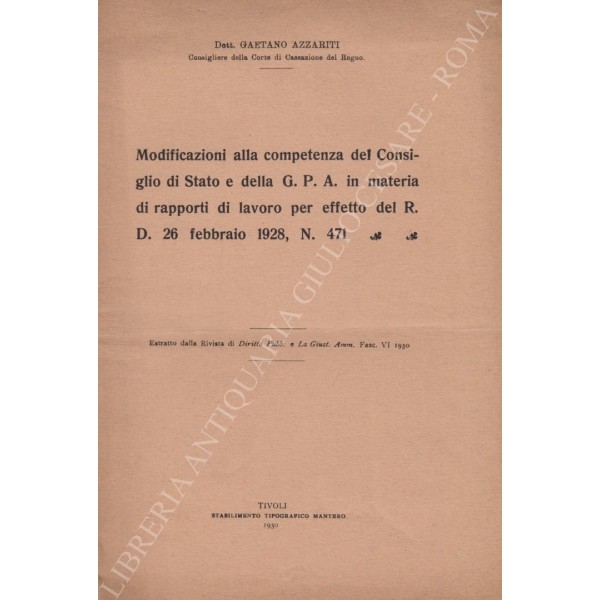 Dott. GAETANO AZZARITI
Consigliere della Corte di Cassazione del Regno.
Modificazioni alla competenza del Consi-
glio di Stato e della G. P. A. in materia
di rapporti di lavoro per effetto del R.
D. 26 febbraio 1928, N. 471
Estratto dalla Rivista di Diritt. Pubb. e La Giust. Amm. Fasc. VI 1930
TIVOLI
STABILIMENTO TIPOGRAFICO MANTERO
1930
LIBRERIA ANTIQUARIA GIULIO CESARE - ROMA